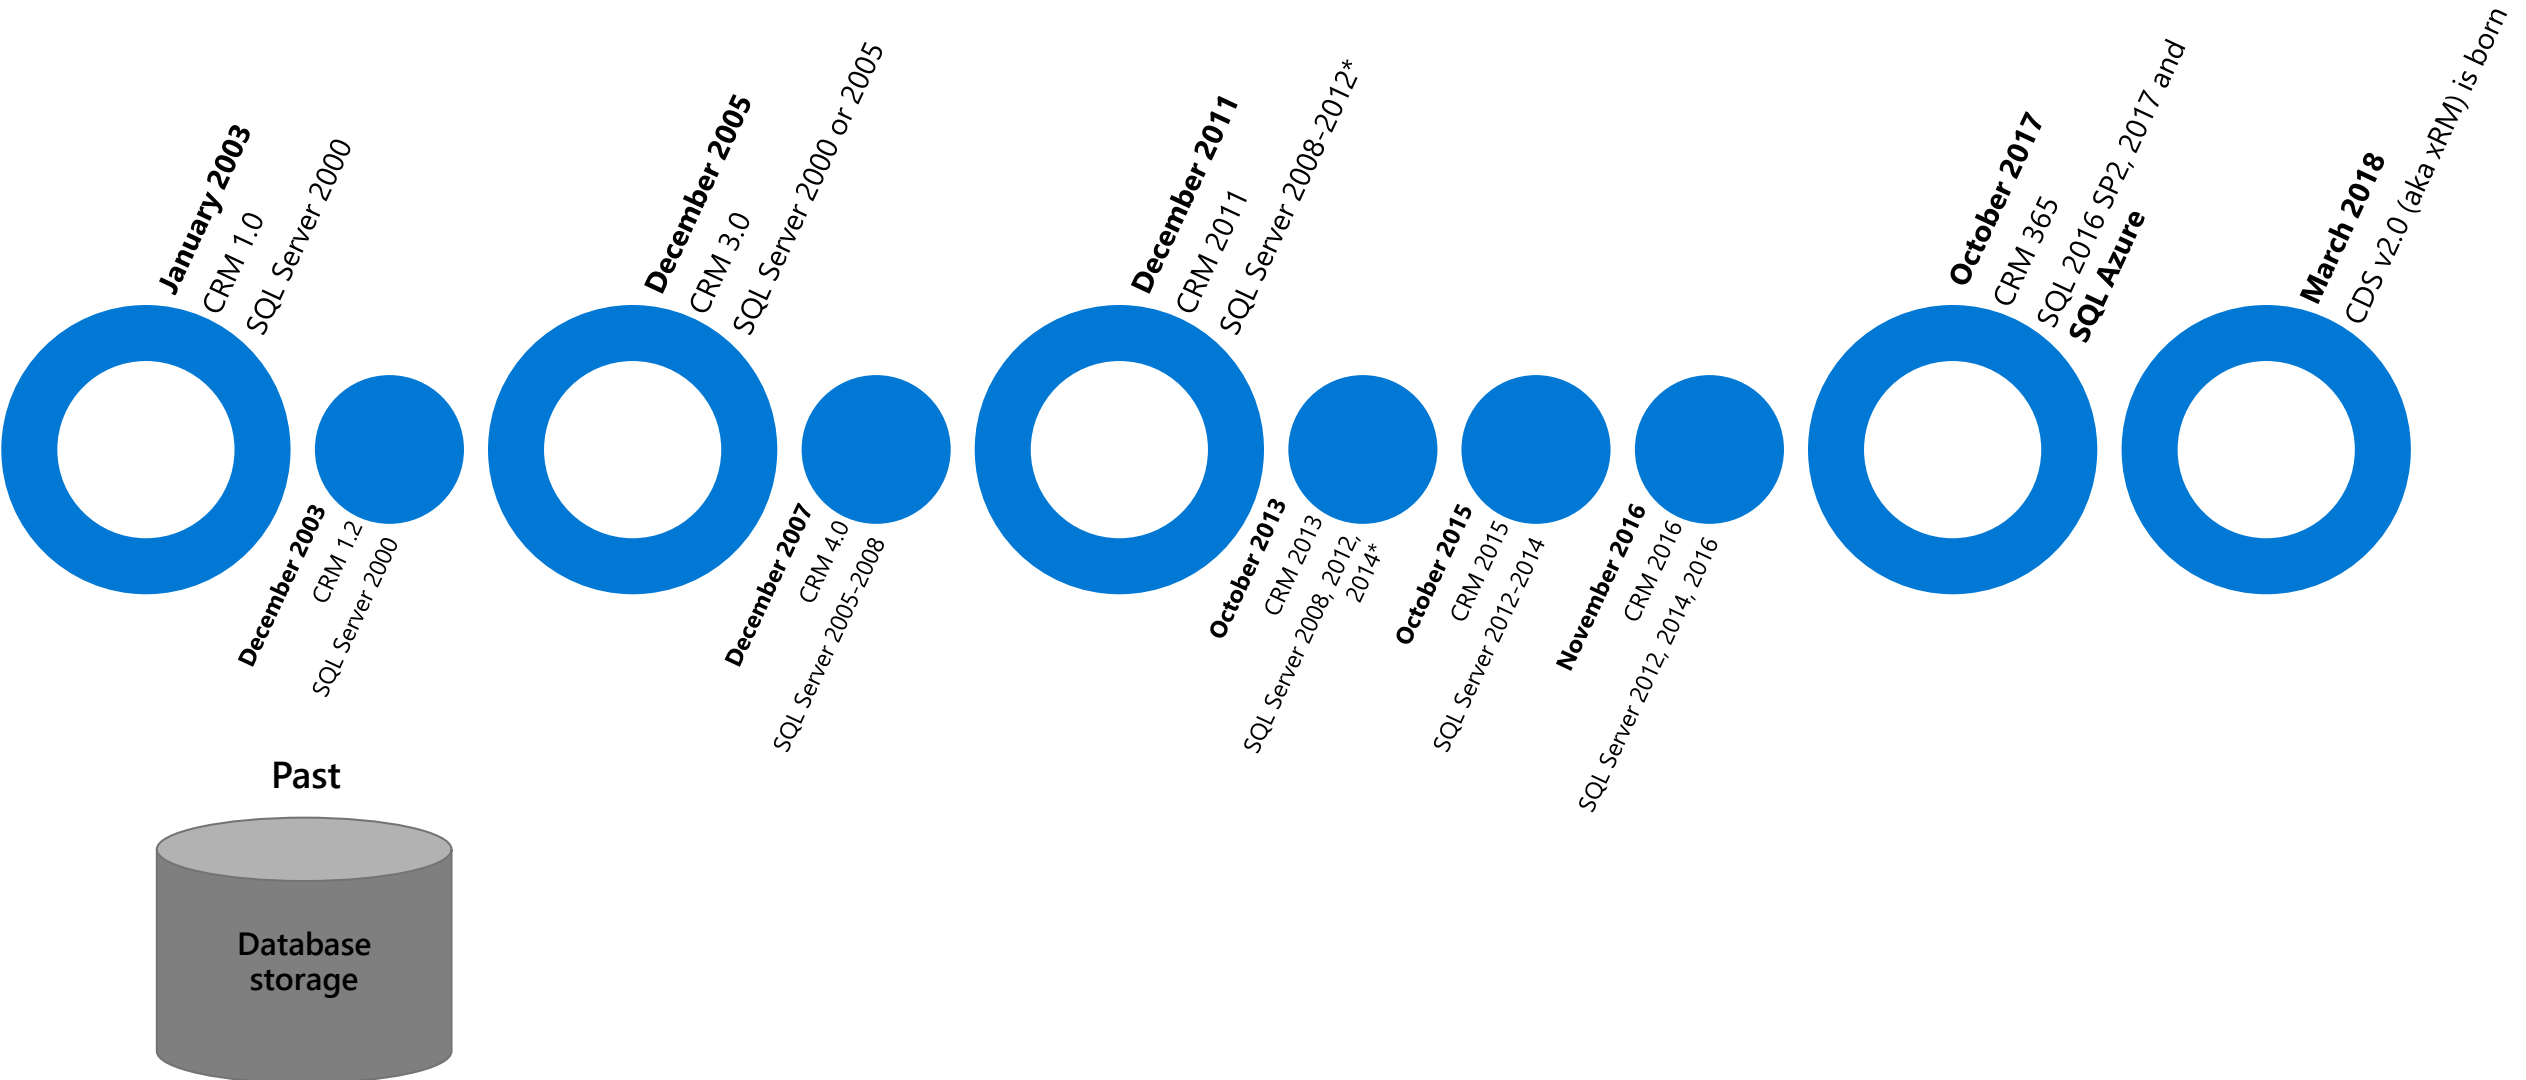 January 2003
CRM 1.0
SQL Server 2000
December 2003
CRM 1.2
SQL Server 2000
December 2005
CRM 3.0
SQL Server 2000 or 2005
December 2007
CRM 4.0
SQL Server 2005-2008
December 2011
CRM 2011
SQL Server 2008-2012*
October 2013
CRM 2013
SQL Server 2008, 2012,
2014*
October 2015
CRM 2015
SQL Server 2012-2014
November 2016
CRM 2016
SQL Server 2012, 2014, 2016
October 2017
CRM 365
SQL 2016 SP2, 2017 and
SQL Azure
March 2018
CDS v2.0 (aka xRM) is born
Past
Database
storage